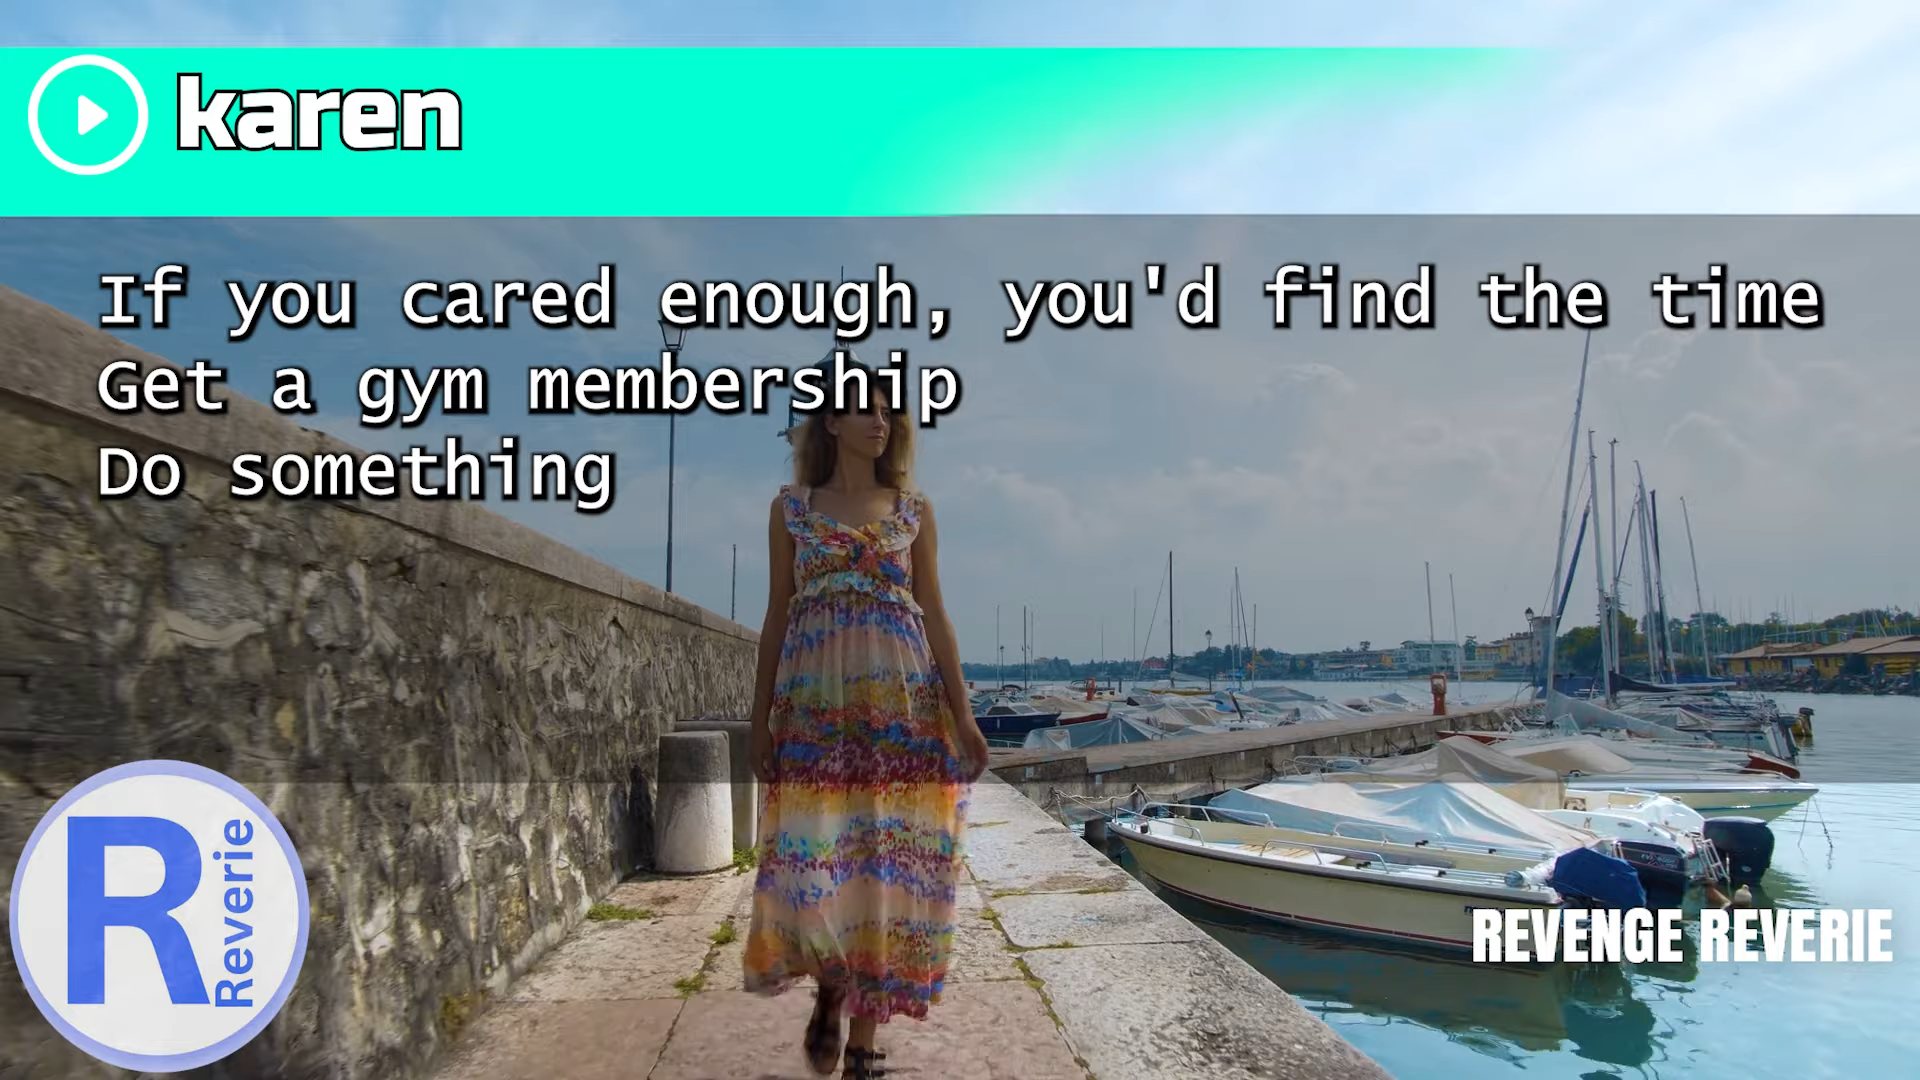 karen
If you cared enough, you'd find the time
Get a gym membership
Do something
R
Reverie
REVENGE REVERIE